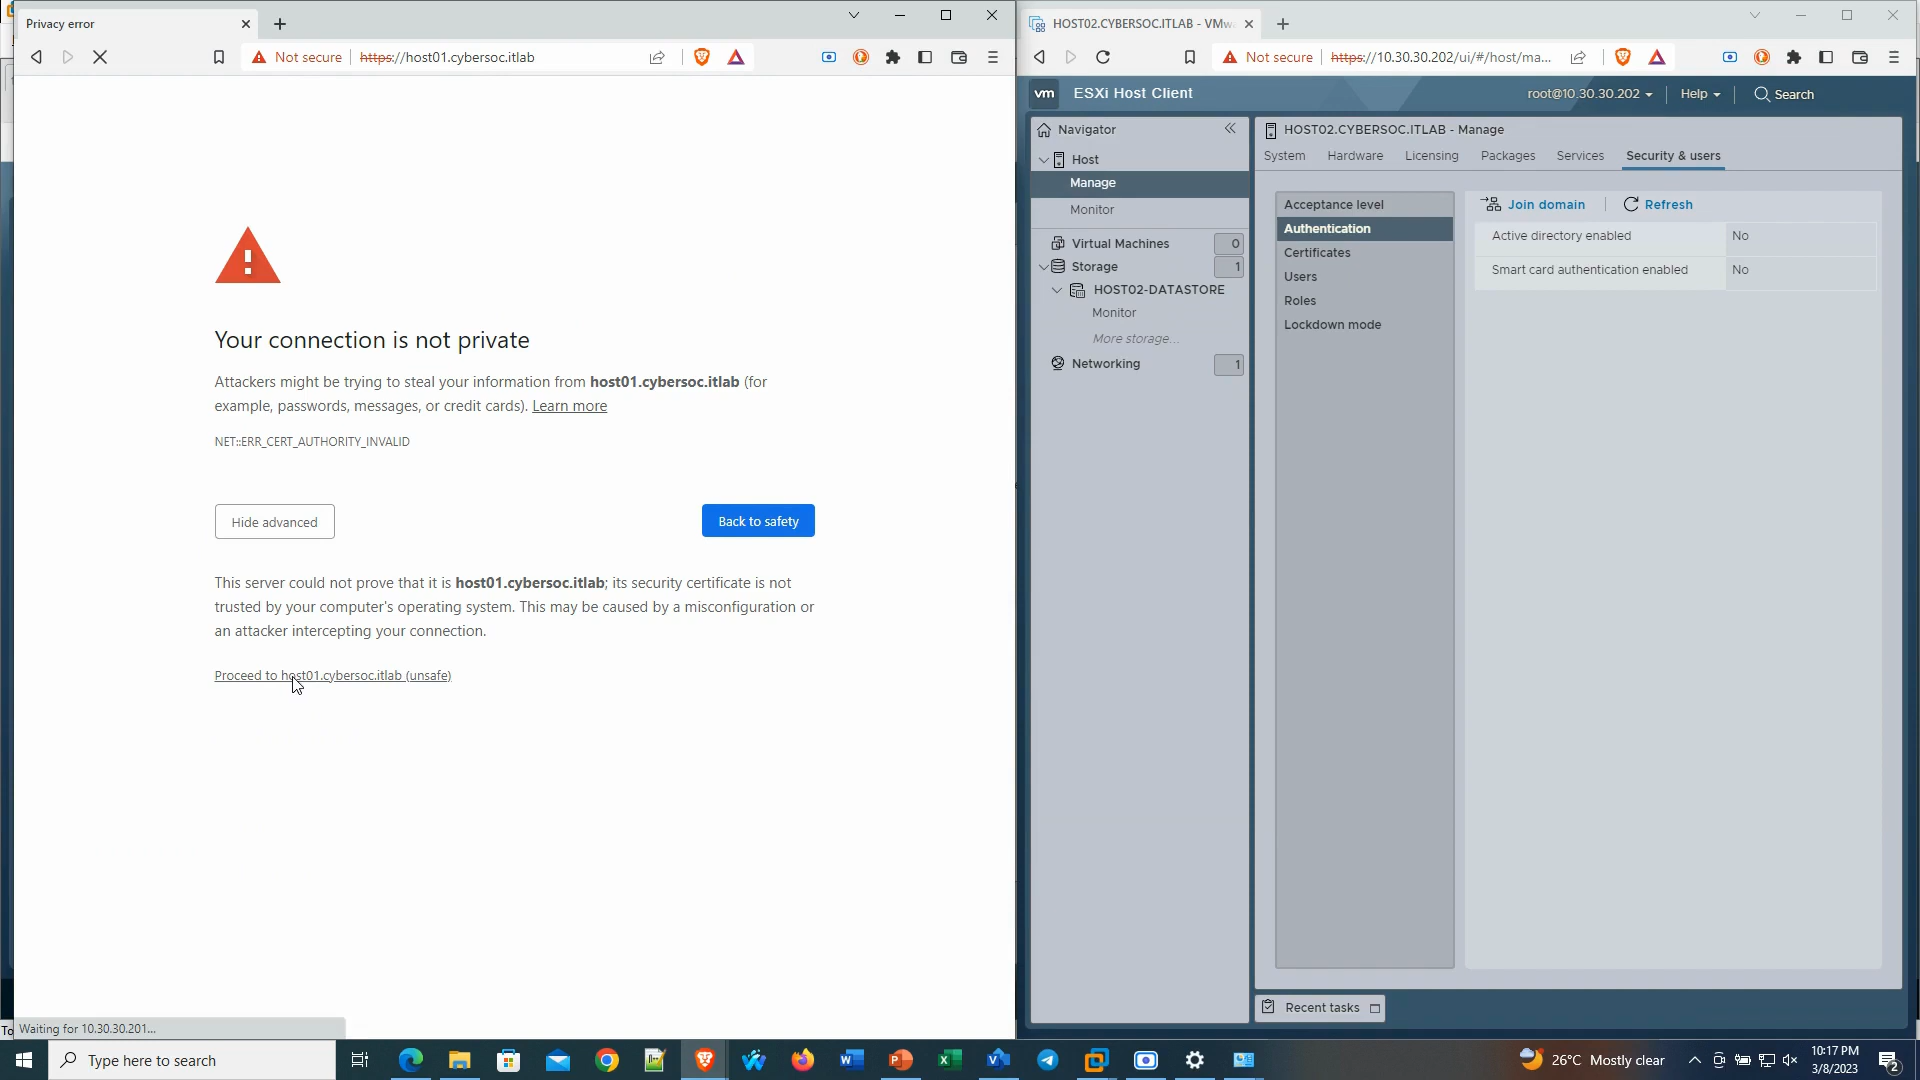 Privacy error
Not secure
https://host01.cybersoc.itlab
Your connection is not private
Attackers might be trying to steal your information from host01.cybersoc.itlab (for
example, passwords, messages, or credit cards). Learn more
NET::ERR_CERT_AUTHORITY_INVALID
Hide advanced
Back to safety
This server could not prove that it is host01.cybersoc.itlab; its security certificate is not
trusted by your computer's operating system. This may be caused by a misconfiguration or
an attacker intercepting your connection.
Proceed to host01.cybersoc.itlab (unsafe)
Waiting for 10.30.30.201...
HOST02.CYBERSOC.ITLAB - VMw
Not secure
https://10.30.30.202/ui/#/host/ma...
vm
ESXi Host Client
root@10.30.30.202
Help
Search
Navigator
Host
Manage
Monitor
Virtual Machines 0
Storage 1
HOST02-DATASTORE
Monitor
More storage...
Networking 1
HOST02.CYBERSOC.ITLAB - Manage
System
Hardware
Licensing
Packages
Services
Security & users
Acceptance level
Authentication
Certificates
Users
Roles
Lockdown mode
Join domain
Refresh
Active directory enabled No
Smart card authentication enabled No
Recent tasks
To
Type here to search
26°C Mostly clear
10:17 PM
3/8/2023
2